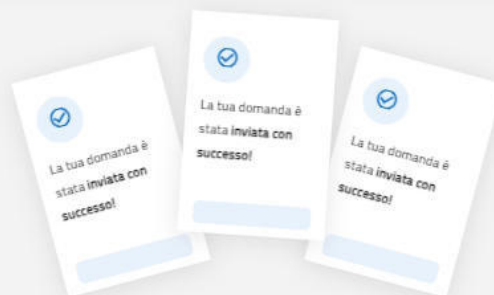 La tua domanda è
stata inviata con
successo!
La tua domanda è
stata inviata con
successo!
La tua domanda è
stata inviata con
successo!